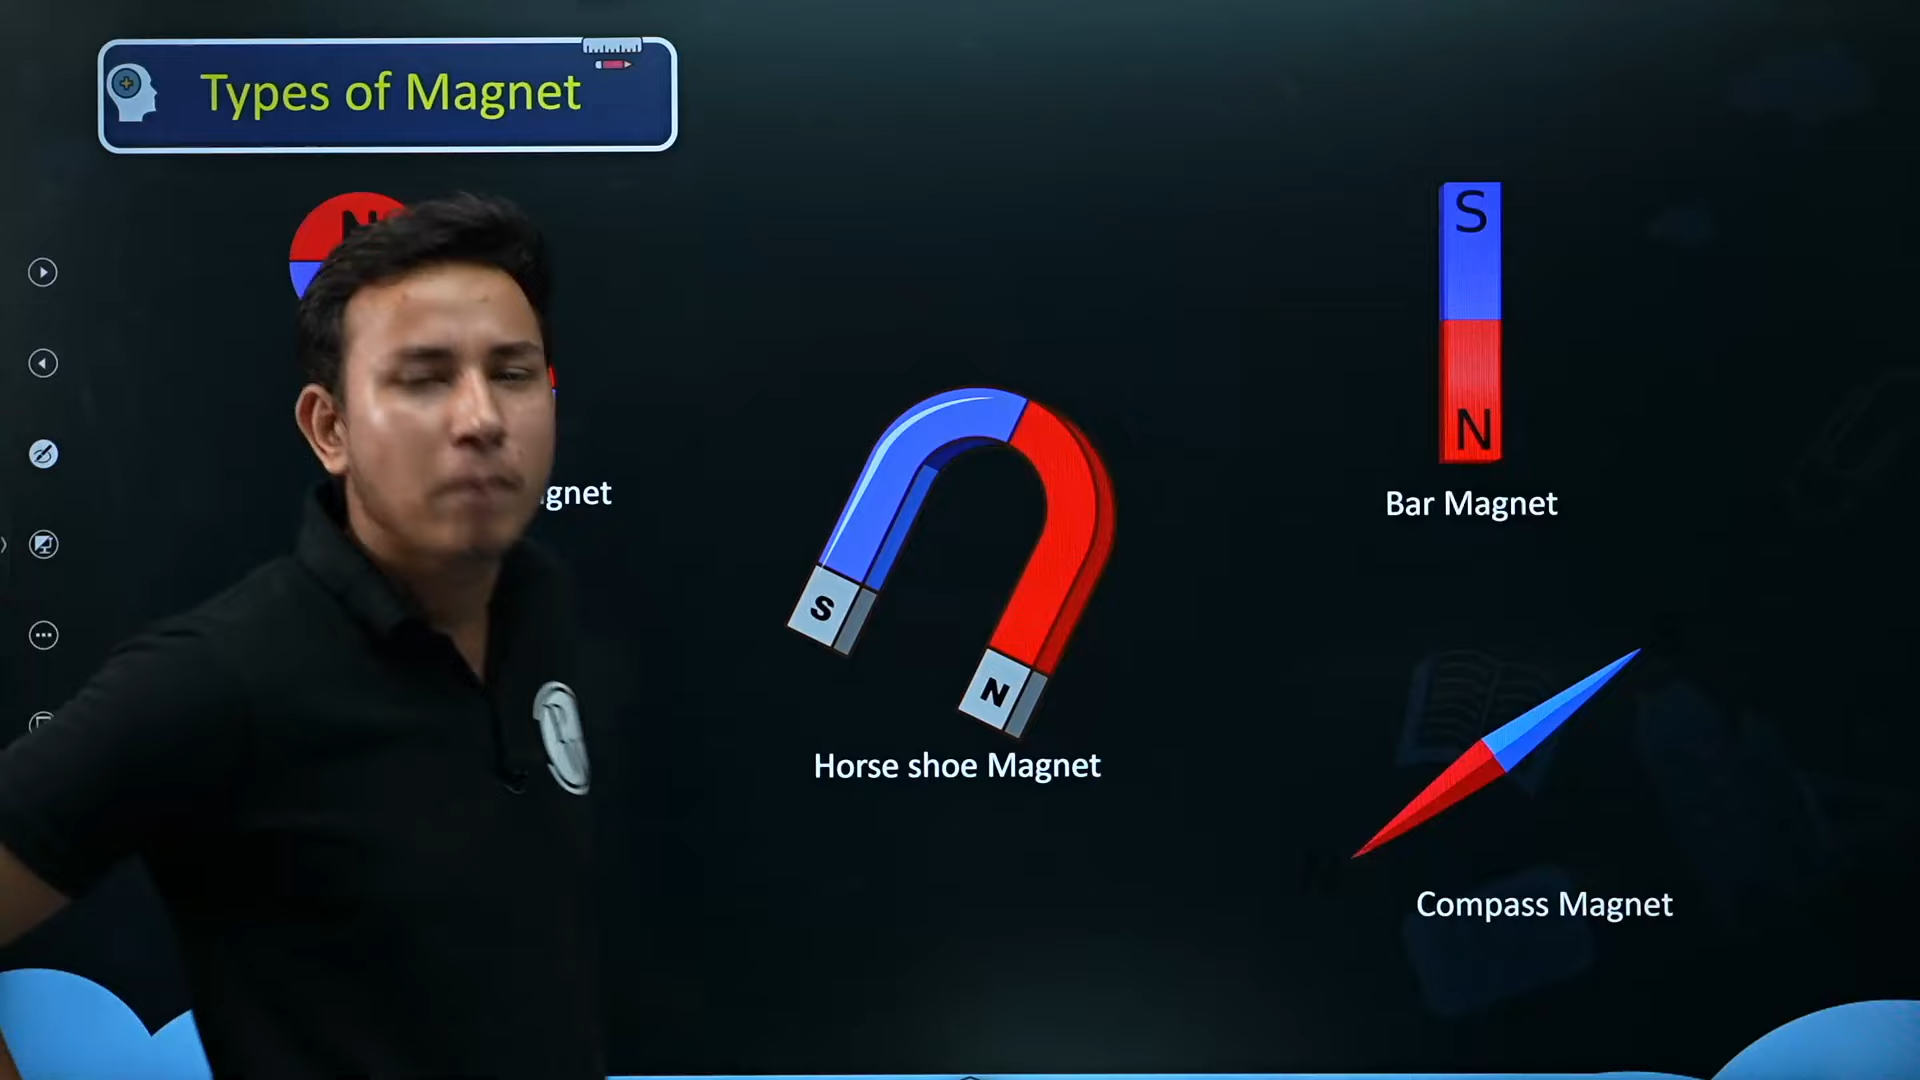 Types of Magnet
N
S
N
gnet
S
N
Bar Magnet
Horse shoe Magnet
Compass Magnet